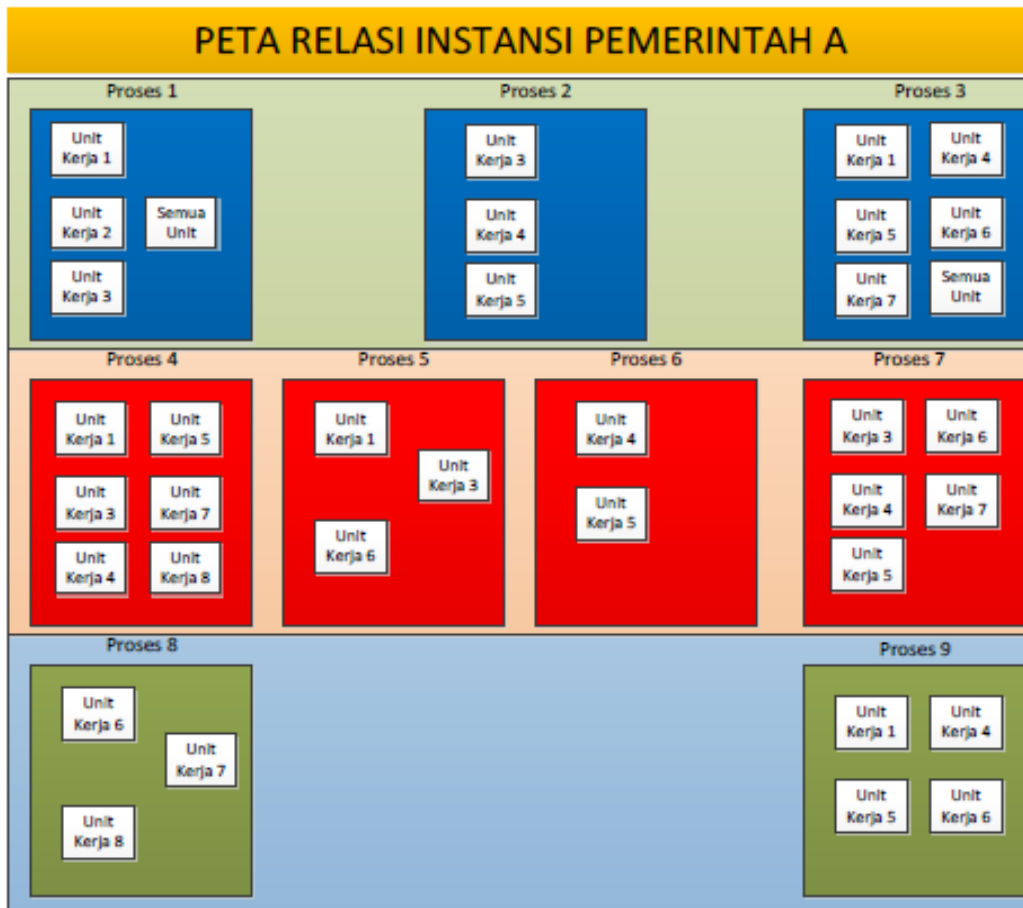 PETA RELASI INSTANSI PEMERINTAH A
Proses 1
Unit
Kerja 1
Unit
Kerja 2
Semua
Unit
Unit
Kerja 3
Proses 2
Unit
Kerja 3
Unit
Kerja 4
Unit
Kerja 5
Proses 3
Unit
Kerja 1
Unit
Kerja 4
Unit
Kerja 5
Unit
Kerja 6
Unit
Kerja 7
Semua
Unit
Proses 4
Unit
Kerja 1
Unit
Kerja 5
Unit
Kerja 3
Unit
Kerja 7
Unit
Kerja 4
Unit
Kerja 8
Proses 5
Unit
Kerja 1
Unit
Kerja 3
Unit
Kerja 6
Proses 6
Unit
Kerja 4
Unit
Kerja 5
Proses 7
Unit
Kerja 3
Unit
Kerja 6
Unit
Kerja 4
Unit
Kerja 7
Unit
Kerja 5
Proses 8
Unit
Kerja 6
Unit
Kerja 7
Unit
Kerja 8
Proses 9
Unit
Kerja 1
Unit
Kerja 4
Unit
Kerja 5
Unit
Kerja 6